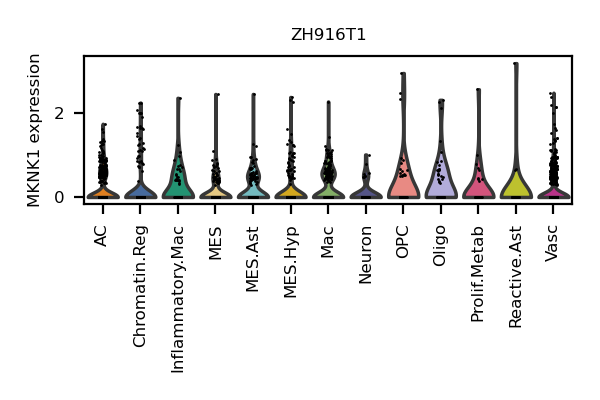 ZH916T1
MKNK1 expression
2
0
AC
Chromatin.Reg
Inflammatory.Mac
MES
MES.Ast
MES.Hyp
Mac
Neuron
OPC
Oligo
Prolif.Metab
Reactive.Ast
Vasc